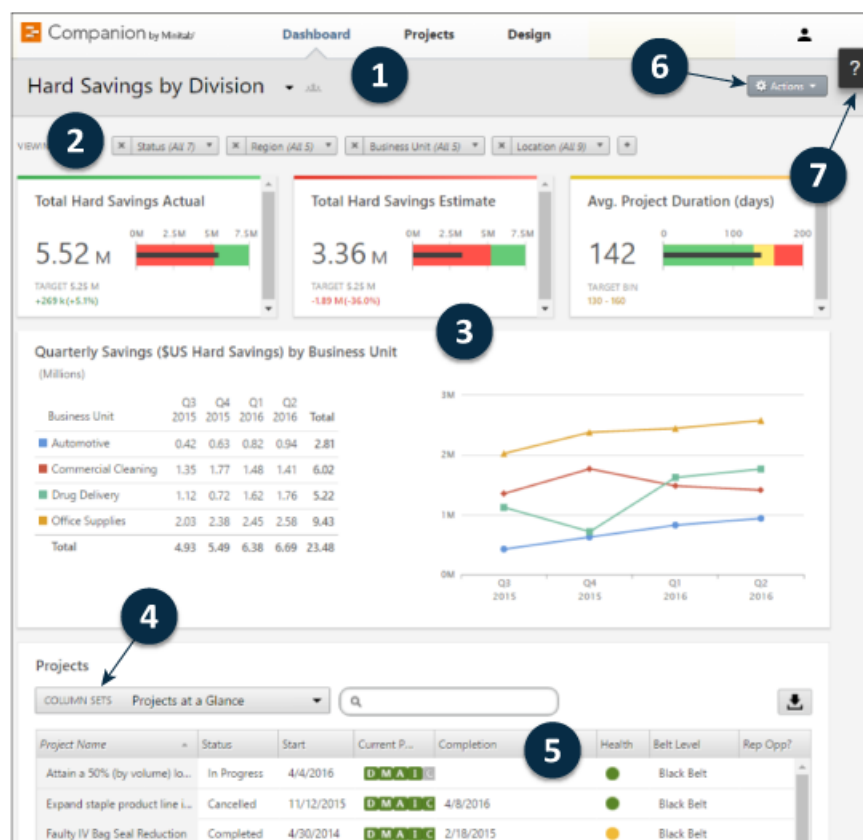 Companion by Minitab
Dashboard Projects Design
1
6
?
Hard Savings by Division
Actions
2
Status (All 7) Region (All 5) Business Unit (All 5) Location (All 9) +
7
Total Hard Savings Actual
0M 2.5M 5M 7.5M
5.52 M
TARGET 5.25 M
+269 k (+5.1%)
Total Hard Savings Estimate
0M 2.5M 5M 7.5M
3.36 M
TARGET 5.25 M
-1.89 M (-36.0%)
Avg. Project Duration (days)
0 100 200
142
TARGET BIN
130 - 160
3
Quarterly Savings ($US Hard Savings) by Business Unit
(Millions)
Q3 Q4 Q1 Q2
Business Unit 2015 2015 2016 2016 Total
Automotive 0.42 0.63 0.82 0.94 2.81
Commercial Cleaning 1.35 1.77 1.48 1.41 6.02
Drug Delivery 1.12 0.72 1.62 1.76 5.22
Office Supplies 2.03 2.38 2.45 2.58 9.43
Total 4.93 5.49 6.38 6.69 23.48
3M
2M
1M
0M
Q3 Q4 Q1 Q2
2015 2015 2016 2016
4
Projects
COLUMN SETS Projects at a Glance
5
Project Name Status Start Current P... Completion Health Belt Level Rep Opp?
Attain a 50% (by volume) lo... In Progress 4/4/2016 D M A I C Black Belt
Expand staple product line i... Cancelled 11/12/2015 D M A I C 4/8/2016 Black Belt
Faulty IV Bag Seal Reduction Completed 4/30/2014 D M A I C 2/18/2015 Black Belt